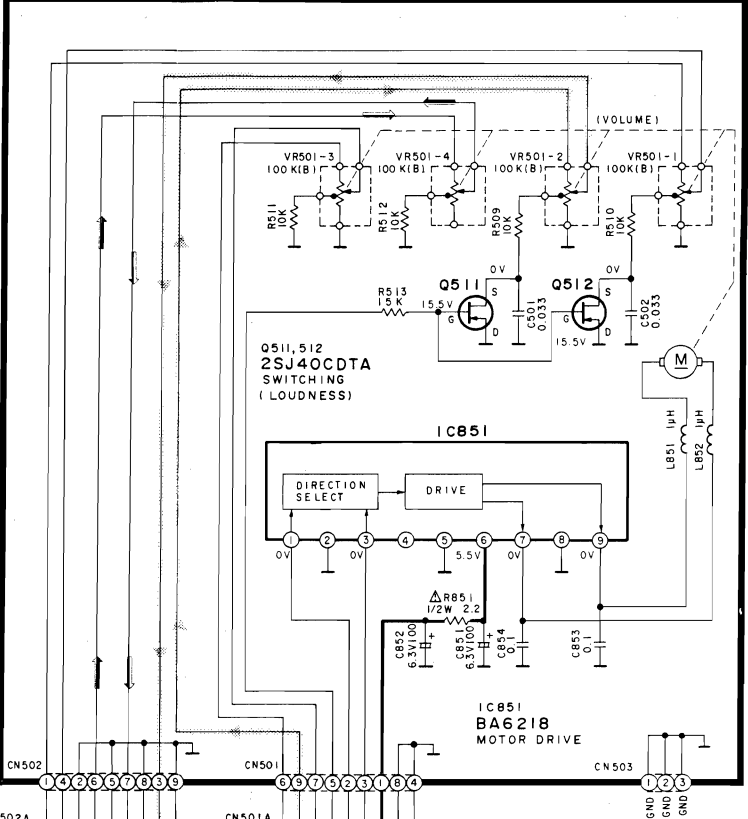 (VOLUME)
VR501-3
100K(B)
VR501-4
100K(B)
VR501-2
100K(B)
VR501-1
100K(B)
R511
10K
R512
10K
R509
10K
R510
10K
0V
0V
Q511
Q512
S
S
R513
15K
15.5V
G
D
G
D
15.5V
C501
0.033
C502
0.033
Q511,512
2SJ40CDTA
SWITCHING
(LOUDNESS)
M
L851 1μH
L852 1μH
IC851
DIRECTION
SELECT
DRIVE
1 2 3 4 5 6 7 8 9
0V 0V 5.5V 0V 0V
R851
1/2W 2.2
C852
6.3V100
+
C851
6.3V100
+
C854
0.1
C853
0.1
IC851
BA6218
MOTOR DRIVE
CN502
1 4 2 6 5 7 8 3 9
CN501
6 9 7 5 2 3 1 8 4
CN503
1 2 3
502A
CN501A
GND
GND
GND